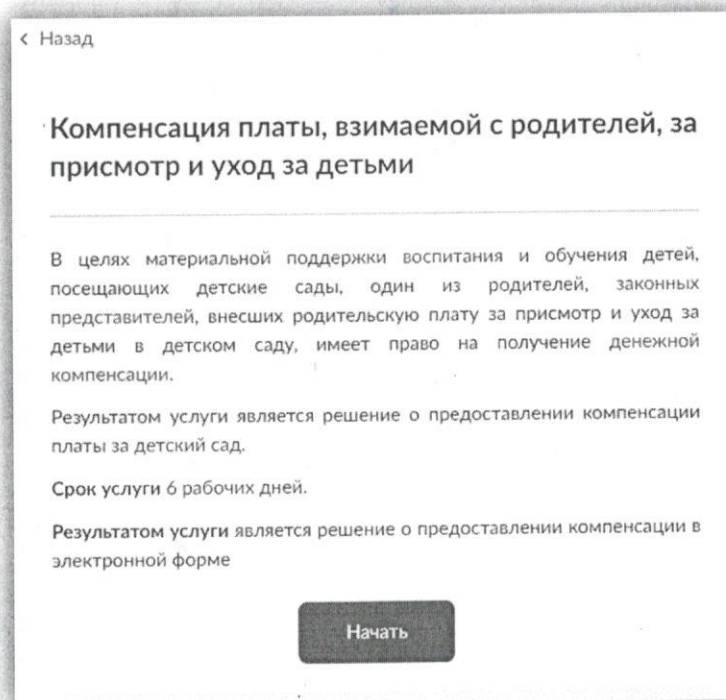 < Назад
Компенсация платы, взимаемой с родителей, за
присмотр и уход за детьми
В целях материальной поддержки воспитания и обучения детей,
посещающих детские сады, один из родителей, законных
представителей, внесших родительскую плату за присмотр и уход за
детьми в детском саду, имеет право на получение денежной
компенсации.
Результатом услуги является решение о предоставлении компенсации
платы за детский сад.
Срок услуги 6 рабочих дней.
Результатом услуги является решение о предоставлении компенсации в
электронной форме
Начать